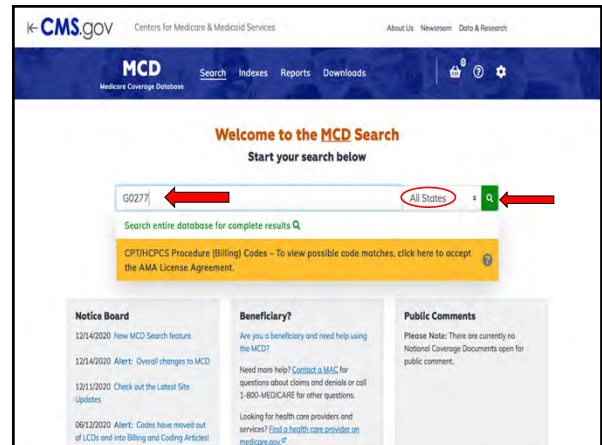 CMS.gov Centers for Medicare & Medicaid Services About Us Newsroom Data & Research
MCD
Medicare Coverage Database
Search Indexes Reports Downloads 0
Welcome to the MCD Search
Start your search below
G0277 All States
Search entire database for complete results
CPT/HCPCS Procedure (Billing) Codes – To view possible code matches, click here to accept
the AMA License Agreement.
Notice Board
12/14/2020 New MCD Search feature
12/14/2020 Alert: Overall changes to MCD
12/11/2020 Check out the Latest Site
Updates
06/12/2020 Alert: Codes have moved out
of LCDs and into Billing and Coding Articles!
Beneficiary?
Are you a beneficiary and need help using
the MCD?
Need more help? Contact a MAC for
questions about claims and denials or call
1-800-MEDICARE for other questions.
Looking for health care providers and
services? Find a health care provider on
medicare.gov
Public Comments
Please Note: There are currently no
National Coverage Documents open for
public comment.